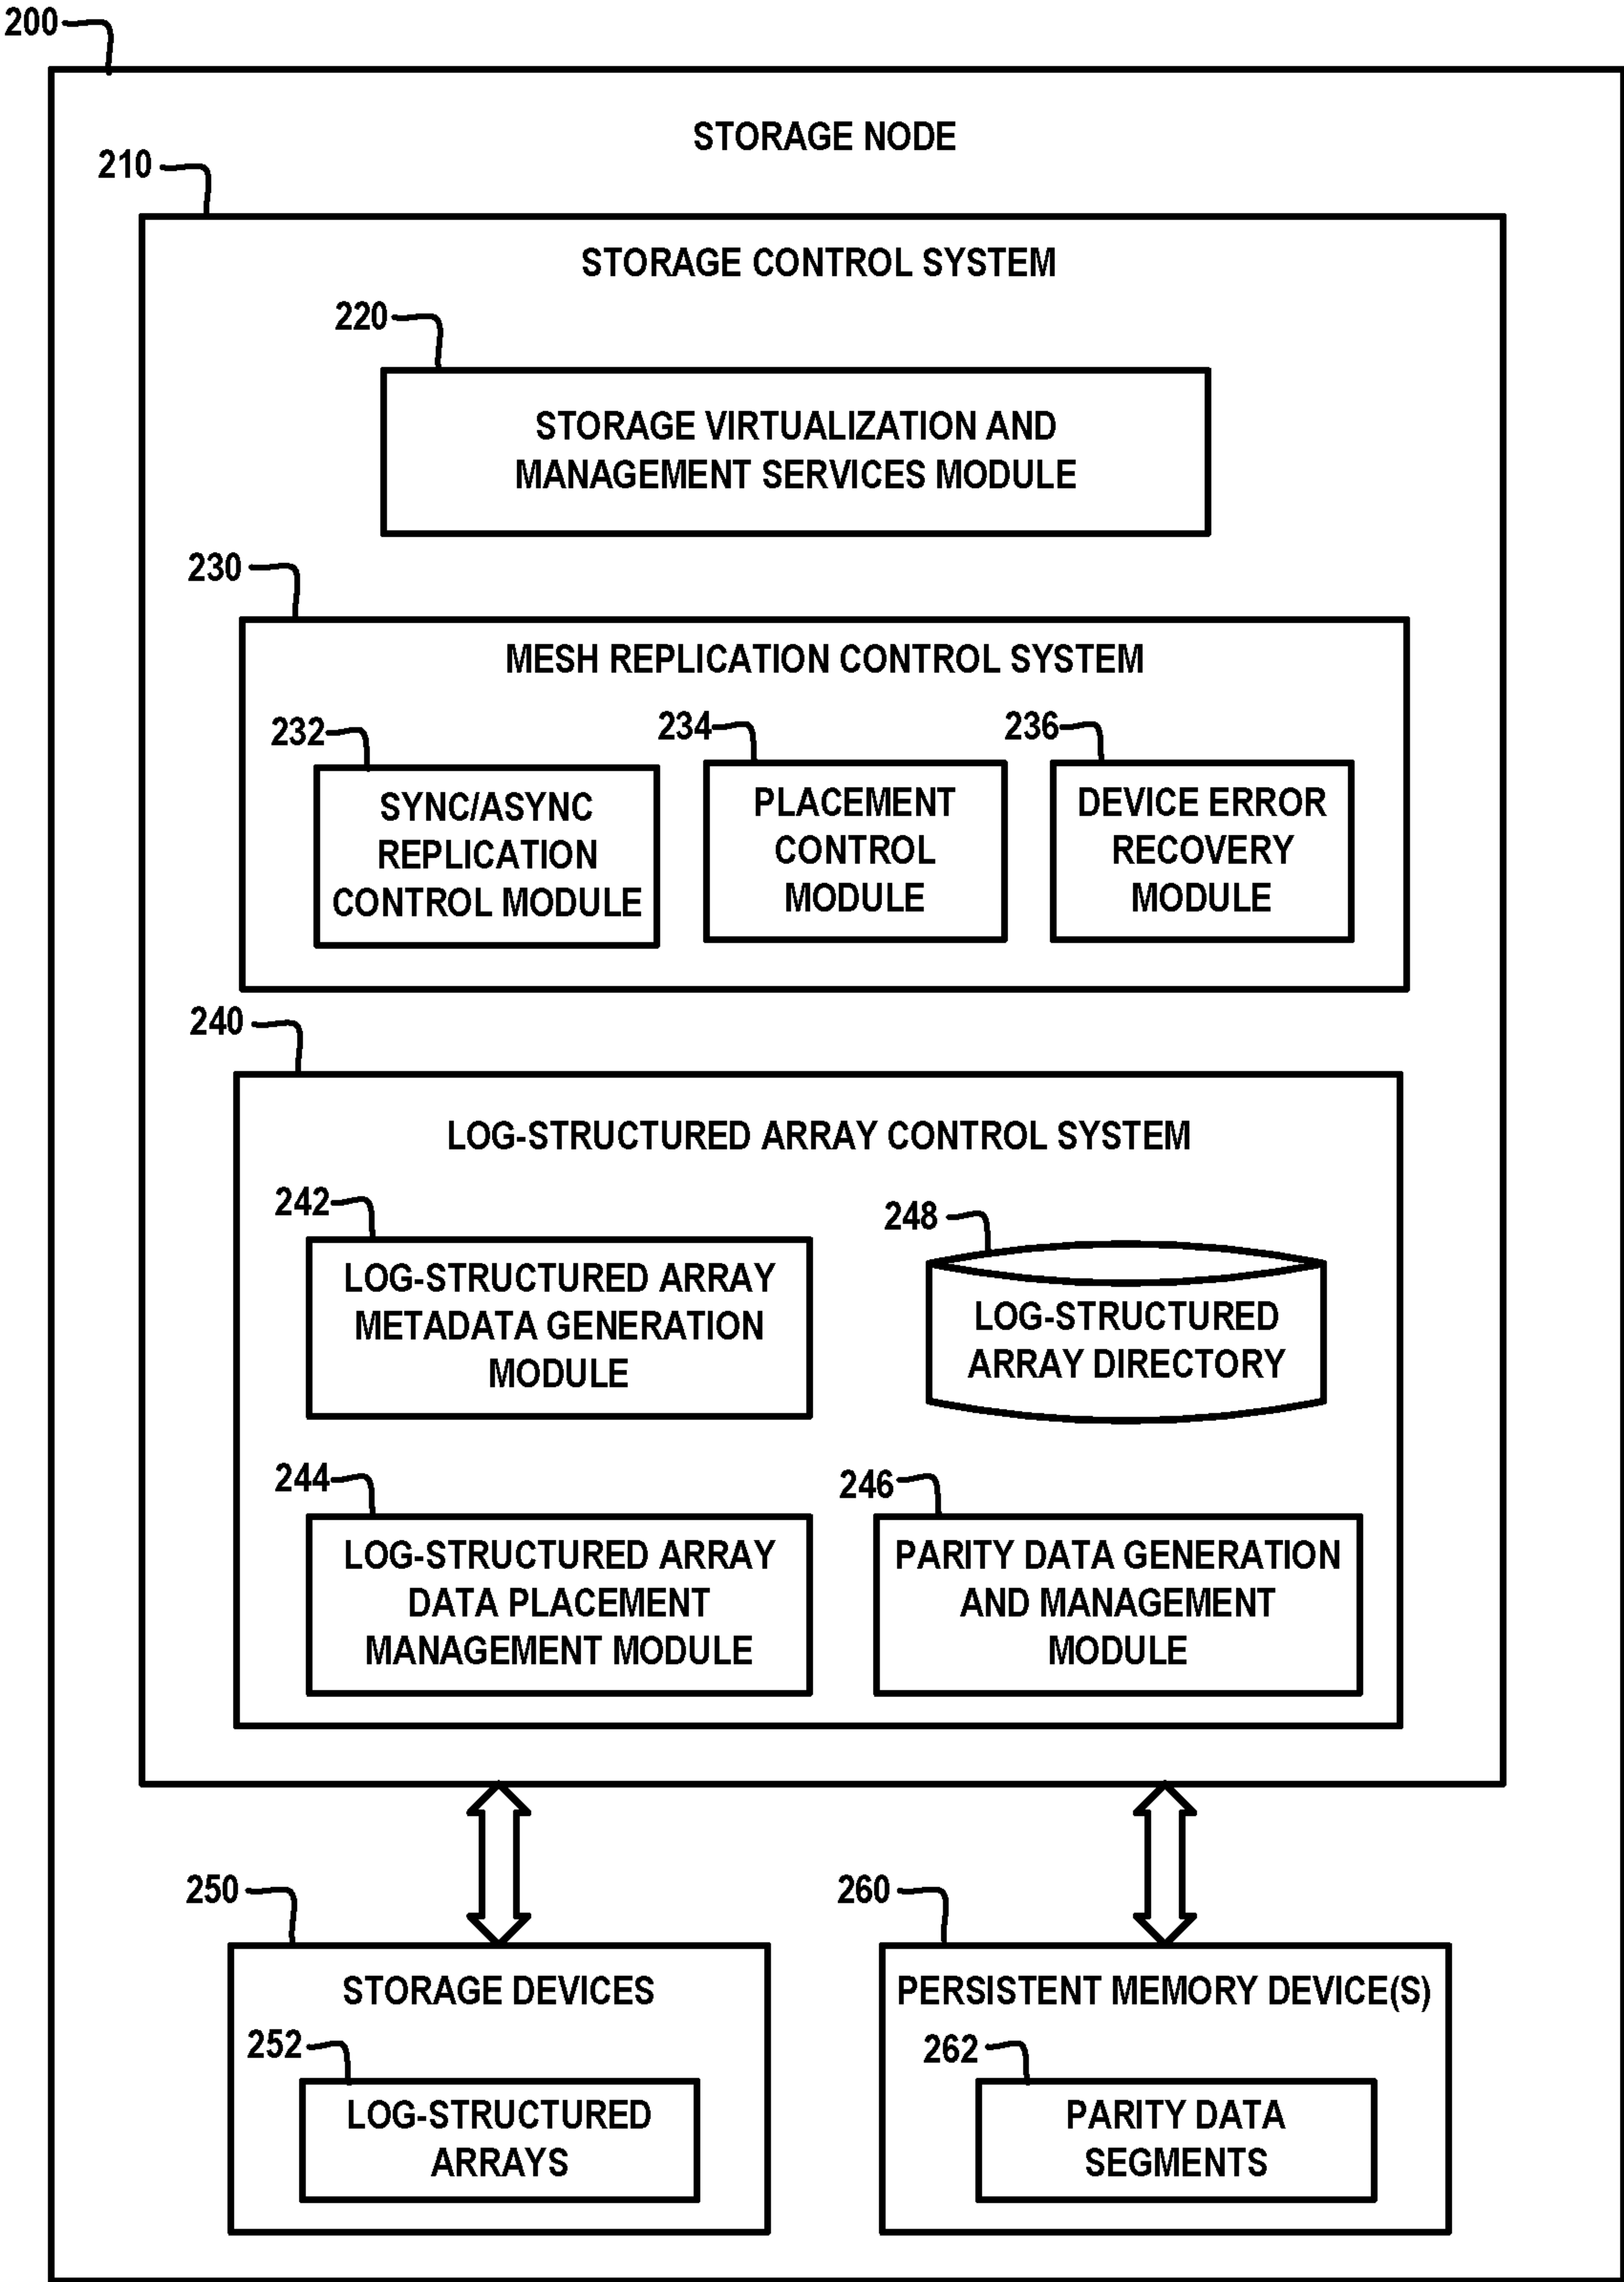 200
STORAGE NODE
210
STORAGE CONTROL SYSTEM
220
STORAGE VIRTUALIZATION AND
MANAGEMENT SERVICES MODULE
230
MESH REPLICATION CONTROL SYSTEM
232
SYNC/ASYNC
REPLICATION
CONTROL MODULE
234
PLACEMENT
CONTROL
MODULE
236
DEVICE ERROR
RECOVERY
MODULE
240
LOG-STRUCTURED ARRAY CONTROL SYSTEM
242
LOG-STRUCTURED ARRAY
METADATA GENERATION
MODULE
248
LOG-STRUCTURED
ARRAY DIRECTORY
244
LOG-STRUCTURED ARRAY
DATA PLACEMENT
MANAGEMENT MODULE
246
PARITY DATA GENERATION
AND MANAGEMENT
MODULE
250
STORAGE DEVICES
252
LOG-STRUCTURED
ARRAYS
260
PERSISTENT MEMORY DEVICE(S)
262
PARITY DATA
SEGMENTS